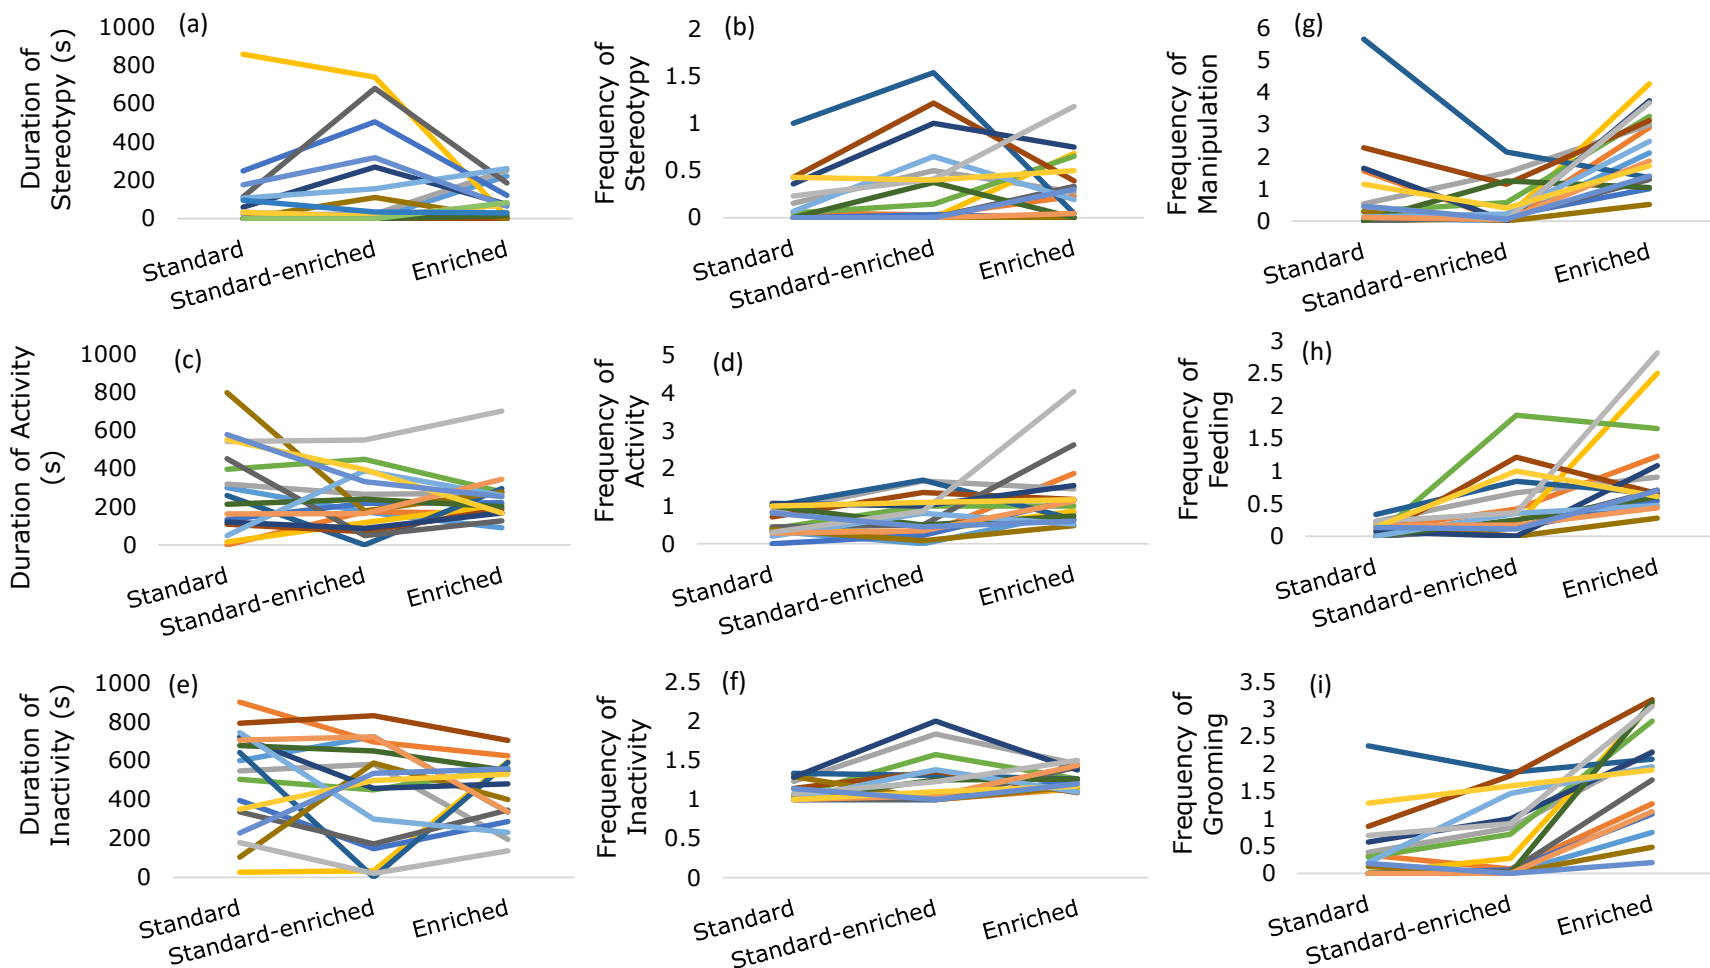 (a)
Duration of
Stereotypy (s)
1000
800
600
400
200
0
Standard
Standard-enriched
Enriched
(b)
Frequency of
Stereotypy
2
1.5
1
0.5
0
Standard
Standard-enriched
Enriched
(g)
Frequency of
Manipulation
6
5
4
3
2
1
0
Standard
Standard-enriched
Enriched
(c)
Duration of Activity
(s)
1000
800
600
400
200
0
Standard
Standard-enriched
Enriched
(d)
Frequency of
Activity
5
4
3
2
1
0
Standard
Standard-enriched
Enriched
(h)
Frequency of
Feeding
3
2.5
2
1.5
1
0.5
0
Standard
Standard-enriched
Enriched
(e)
Duration of
Inactivity (s)
1000
800
600
400
200
0
Standard
Standard-enriched
Enriched
(f)
Frequency of
Inactivity
2.5
2
1.5
1
0.5
0
Standard
Standard-enriched
Enriched
(i)
Frequency of
Grooming
3.5
3
2.5
2
1.5
1
0.5
0
Standard
Standard-enriched
Enriched